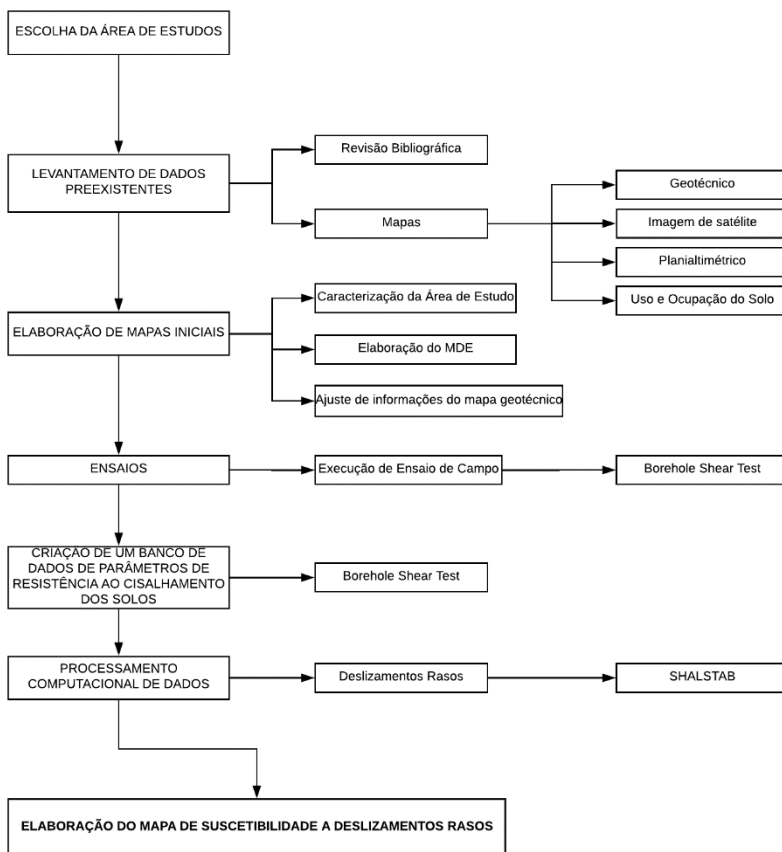 ESCOLHA DA ÁREA DE ESTUDOS
LEVANTAMENTO DE DADOS
PREEXISTENTES
Revisão Bibliográfica
Mapas
Geotécnico
Imagem de satélite
Planialtimétrico
Uso e Ocupação do Solo
ELABORAÇÃO DE MAPAS INICIAIS
Caracterização da Área de Estudo
Elaboração do MDE
Ajuste de informações do mapa geotécnico
ENSAIOS
Execução de Ensaio de Campo
Borehole Shear Test
CRIAÇÃO DE UM BANCO DE
DADOS DE PARÂMETROS DE
RESISTÊNCIA AO CISALHAMENTO
DOS SOLOS
Borehole Shear Test
PROCESSAMENTO
COMPUTACIONAL DE DADOS
Deslizamentos Rasos
SHALSTAB
ELABORAÇÃO DO MAPA DE SUSCETIBILIDADE A DESLIZAMENTOS RASOS